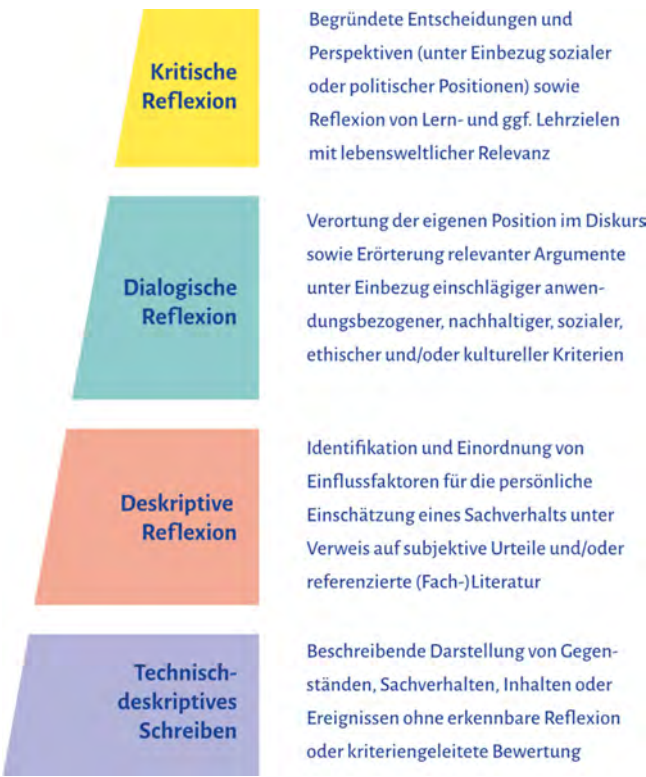 Kritische
Reflexion
Begründete Entscheidungen und
Perspektiven (unter Einbezug sozialer
oder politischer Positionen) sowie
Reflexion von Lern- und ggf. Lehrzielen
mit lebensweltlicher Relevanz
Dialogische
Reflexion
Verortung der eigenen Position im Diskurs
sowie Erörterung relevanter Argumente
unter Einbezug einschlägiger anwen-
dungsbezogener, nachhaltiger, sozialer,
ethischer und/oder kultureller Kriterien
Deskriptive
Reflexion
Identifikation und Einordnung von
Einflussfaktoren für die persönliche
Einschätzung eines Sachverhalts unter
Verweis auf subjektive Urteile und/oder
referenzierte (Fach-)Literatur
Technisch-
deskriptives
Schreiben
Beschreibende Darstellung von Gegen-
ständen, Sachverhalten, Inhalten oder
Ereignissen ohne erkennbare Reflexion
oder kriteriengeleitete Bewertung